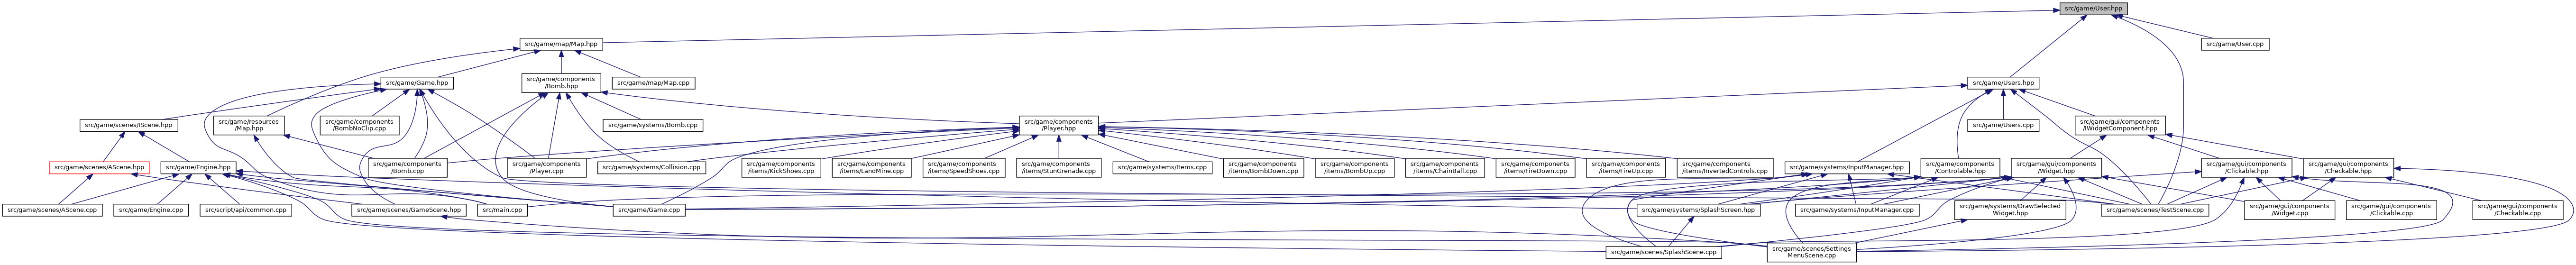 src/game/User.hpp
src/game/map/Map.hpp
src/game/User.cpp
src/game/Game.hpp
src/game/components
/Bomb.hpp
src/game/map/Map.cpp
src/game/Users.hpp
src/game/scenes/IScene.hpp
src/game/resources
/Map.hpp
src/game/components
/BombNoClip.cpp
src/game/systems/Bomb.cpp
src/game/components
/Player.hpp
src/game/Users.cpp
src/game/gui/components
/IWidgetComponent.hpp
src/game/scenes/AScene.hpp
src/game/Engine.hpp
src/game/components
/Bomb.cpp
src/game/components
/Player.cpp
src/game/systems/Collision.cpp
src/game/components
/items/KickShoes.cpp
src/game/components
/items/LandMine.cpp
src/game/components
/items/SpeedShoes.cpp
src/game/components
/items/StunGrenade.cpp
src/game/systems/Items.cpp
src/game/components
/items/BombDown.cpp
src/game/components
/items/BombUp.cpp
src/game/components
/items/ChainBall.cpp
src/game/components
/items/FireDown.cpp
src/game/components
/items/FireUp.cpp
src/game/components
/items/InvertedControls.cpp
src/game/systems/InputManager.hpp
src/game/components
/Controlable.hpp
src/game/gui/components
/Widget.hpp
src/game/gui/components
/Clickable.hpp
src/game/gui/components
/Checkable.hpp
src/game/scenes/AScene.cpp
src/game/Engine.cpp
src/script/api/common.cpp
src/game/scenes/GameScene.hpp
src/main.cpp
src/game/Game.cpp
src/game/systems/SplashScreen.hpp
src/game/systems/InputManager.cpp
src/game/systems/DrawSelected
Widget.hpp
src/game/scenes/TestScene.cpp
src/game/gui/components
/Widget.cpp
src/game/gui/components
/Clickable.cpp
src/game/gui/components
/Checkable.cpp
src/game/scenes/SplashScene.cpp
src/game/scenes/Settings
MenuScene.cpp